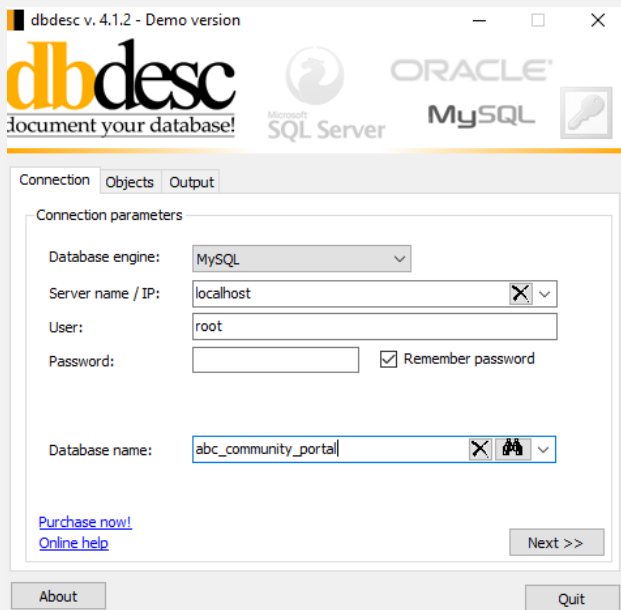 dbdesc v. 4.1.2 - Demo version
dbdesc
document your database!
Microsoft
SQL Server
ORACLE
MySQL
Connection
Objects
Output
Connection parameters
Database engine:
MySQL
Server name / IP:
localhost
User:
root
Password:
Remember password
Database name:
abc_community_portal
Purchase now!
Online help
Next >>
About
Quit